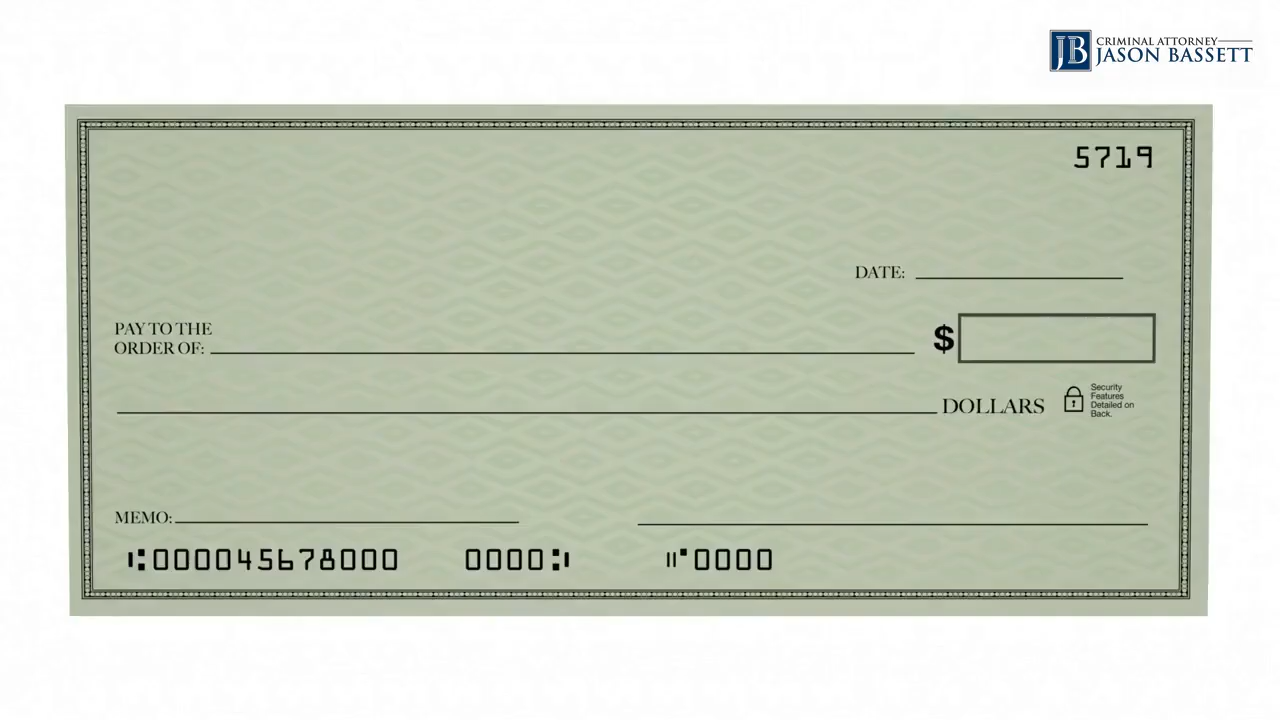 JB CRIMINAL ATTORNEY
JASON BASSETT
5719
DATE:
PAY TO THE
ORDER OF:
$
DOLLARS
Security
Features
Detailed on
Back.
MEMO:
⑆000045678000 0000⑆ ⑈0000